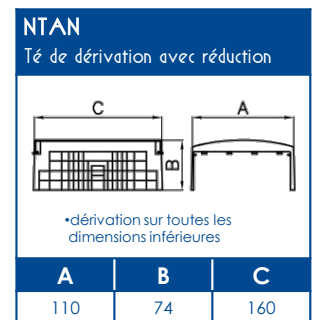 NTAN
Té de dérivation avec réduction
C
A
B
•dérivation sur toutes les
dimensions inférieures
A B C
110 74 160